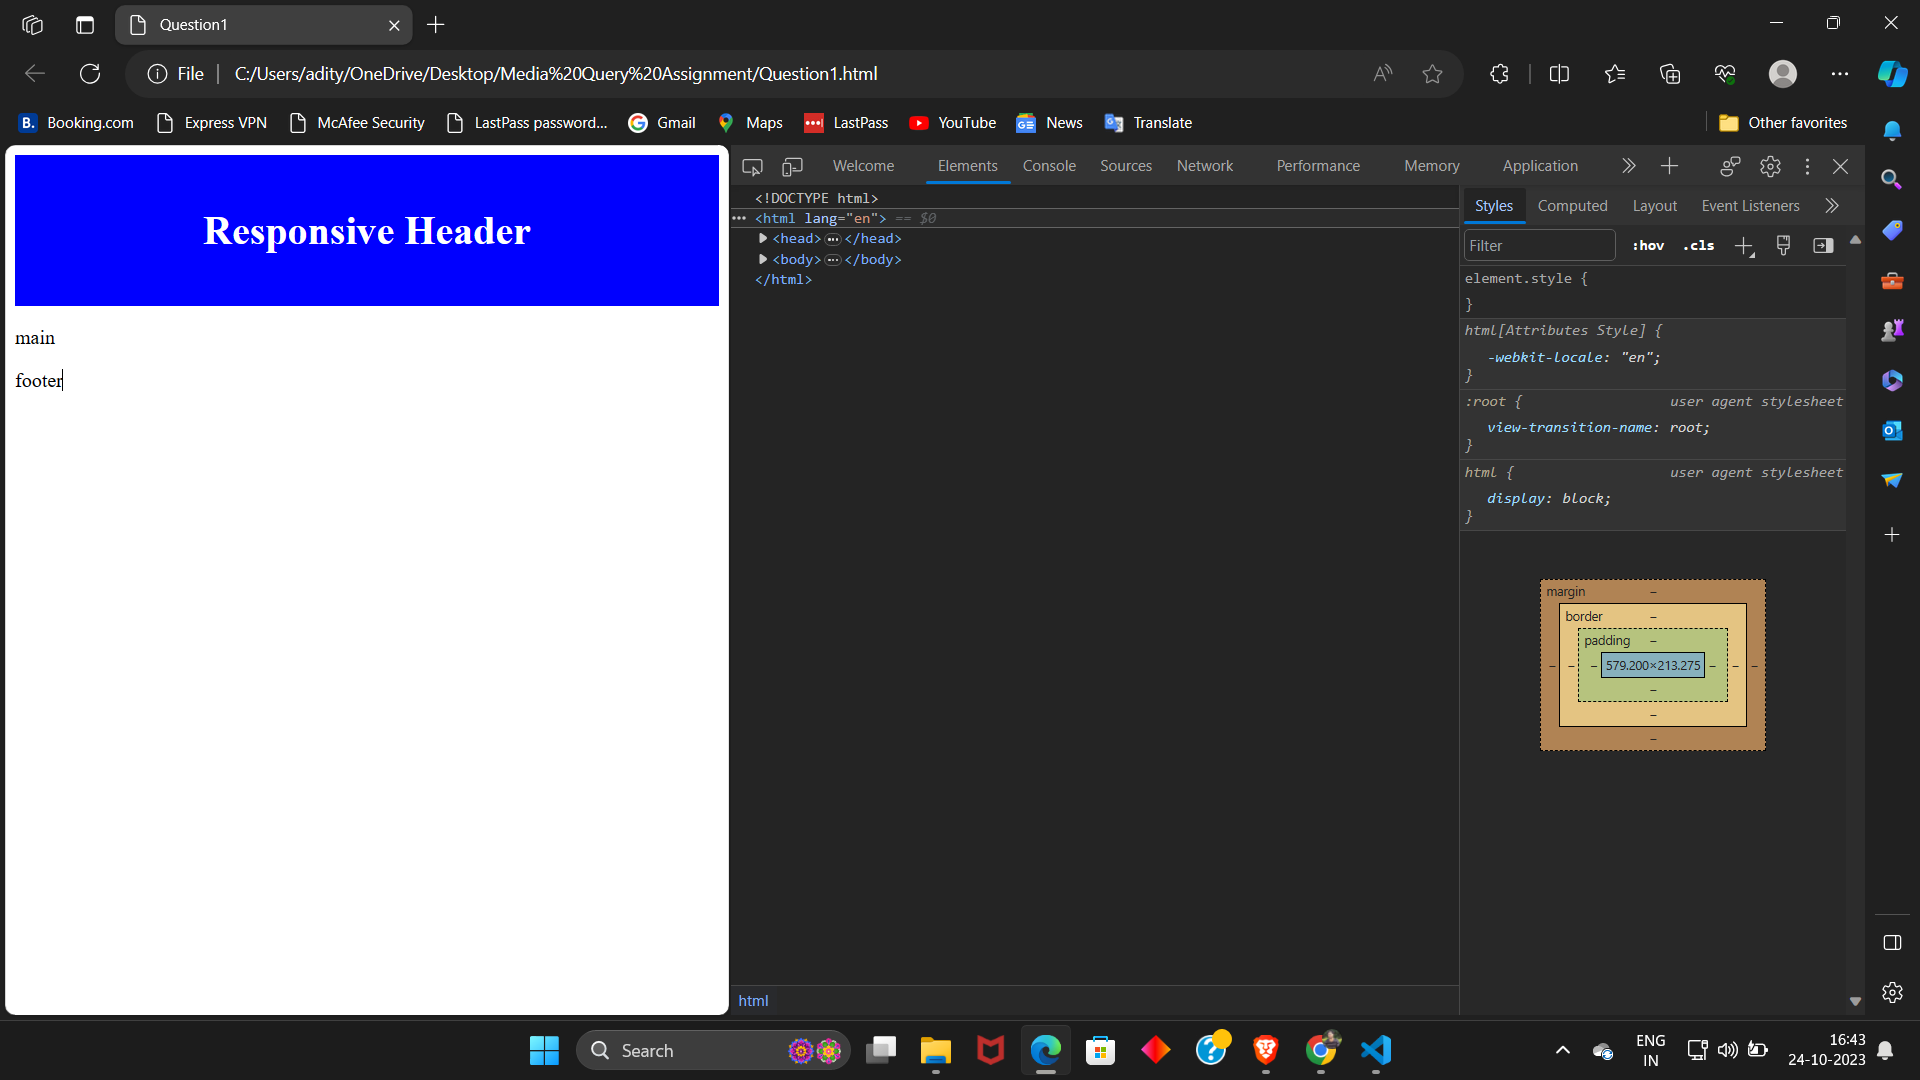 Question1
File
C:/Users/adity/OneDrive/Desktop/Media%20Query%20Assignment/Question1.html
B. Booking.com
Express VPN
McAfee Security
LastPass password...
Gmail
Maps
LastPass
YouTube
News
Translate
Other favorites
Responsive Header
main
footer
Welcome
Elements
Console
Sources
Network
Performance
Memory
Application
<!DOCTYPE html>
<html lang="en"> == $0
<head> ... </head>
<body> ... </body>
</html>
html
Styles
Computed
Layout
Event Listeners
Filter
:hov
.cls
element.style {
}
html[Attributes Style] {
-webkit-locale: "en";
}
:root {
user agent stylesheet
view-transition-name: root;
}
html {
user agent stylesheet
display: block;
}
margin –
border –
padding –
– – – 579.200×213.275 – – –
–
–
–
Search
ENG
IN
16:43
24-10-2023